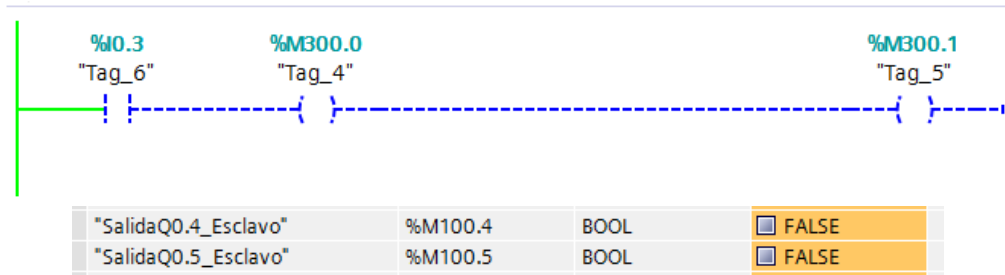 %I0.3 %M300.0 %M300.1
"Tag_6" "Tag_4" "Tag_5"
"SalidaQ0.4_Esclavo" %M100.4 BOOL FALSE
"SalidaQ0.5_Esclavo" %M100.5 BOOL FALSE